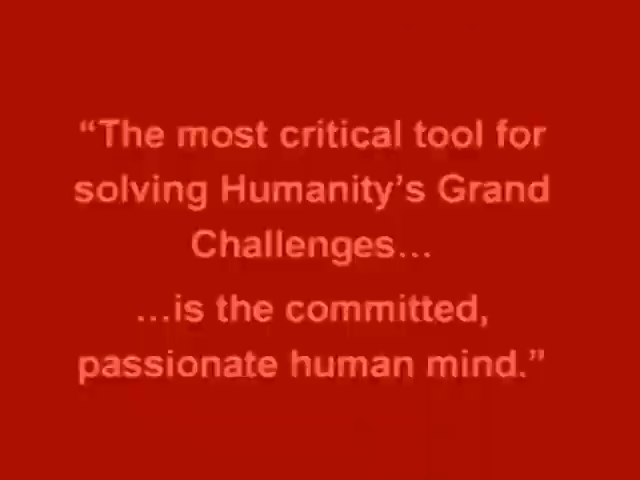 “The most critical tool for
solving Humanity’s Grand
Challenges...
...is the committed,
passionate human mind.”